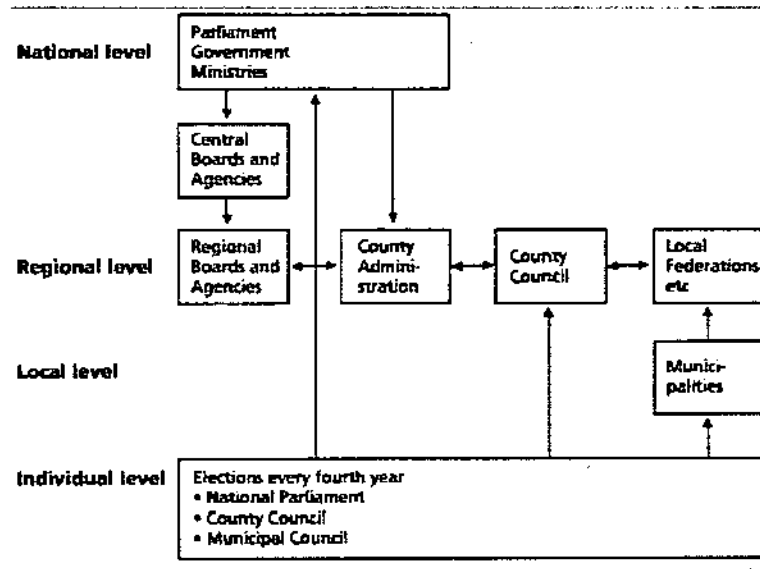 National level
Parliament
Government
Ministries
Central
Boards and
Agencies
Regional level
Regional
Boards and
Agencies
County
Admini-
stration
County
Council
Local
Federations
etc
Local level
Munici-
palities
Individual level
Elections every fourth year
• National Parliament
• County Council
• Municipal Council